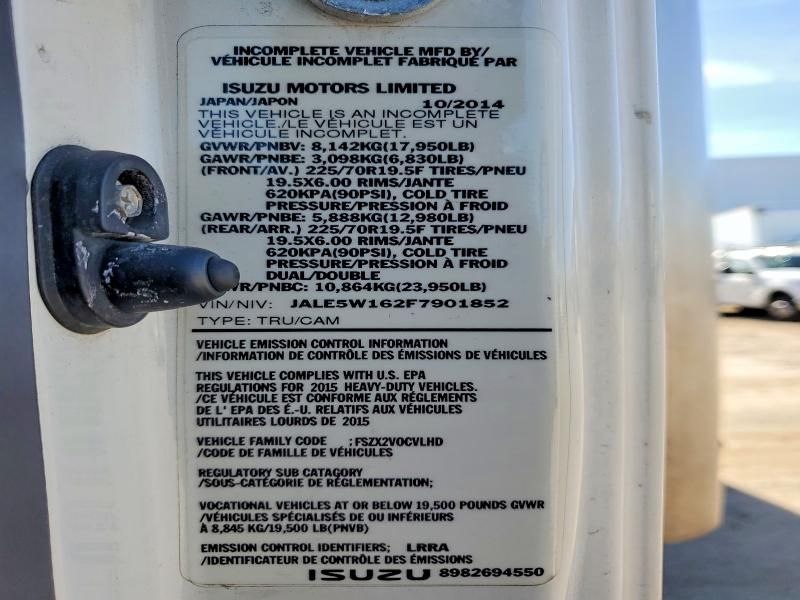 INCOMPLETE VEHICLE MFD BY/
VÉHICULE INCOMPLET FABRIQUÉ PAR
ISUZU MOTORS LIMITED
JAPAN/JAPON 10/2014
THIS VEHICLE IS AN INCOMPLETE
VEHICLE./LE VÉHICULE EST UN
VÉHICULE INCOMPLET.
GVWR/PNBV: 8,142KG(17,950LB)
GAWR/PNBE: 3,098KG(6,830LB)
(FRONT/AV.) 225/70R19.5F TIRES/PNEU
19.5X6.00 RIMS/JANTE
620KPA(90PSI), COLD TIRE
PRESSURE/PRESSION À FROID
GAWR/PNBE: 5,888KG(12,980LB)
(REAR/ARR.) 225/70R19.5F TIRES/PNEU
19.5X6.00 RIMS/JANTE
620KPA(90PSI), COLD TIRE
PRESSURE/PRESSION À FROID
DUAL/DOUBLE
WR/PNBC: 10,864KG(23,950LB)
VIN/NIV: JALE5W162F7901852
TYPE: TRU/CAM
VEHICLE EMISSION CONTROL INFORMATION
/INFORMATION DE CONTRÔLE DES ÉMISSIONS DE VÉHICULES
THIS VEHICLE COMPLIES WITH U.S. EPA
REGULATIONS FOR 2015 HEAVY-DUTY VEHICLES.
/CE VÉHICULE EST CONFORME AUX RÉGLEMENTS
DE L' EPA DES É.-U. RELATIFS AUX VÉHICULES
UTILITAIRES LOURDS DE 2015
VEHICLE FAMILY CODE ; FSZX2VOCVLHD
/CODE DE FAMILLE DE VÉHICULES
REGULATORY SUB CATAGORY
/SOUS-CATÉGORIE DE RÉGLEMENTATION;
VOCATIONAL VEHICLES AT OR BELOW 19,500 POUNDS GVWR
/VÉHICULES SPÉCIALISÉS DE OU INFÉRIEURS
À 8,845 KG/19,500 LB(PNVB)
EMISSION CONTROL IDENTIFIERS; LRRA
/IDENTIFICATEUR DE CONTRÔLE DES ÉMISSIONS
ISUZU 8982694550